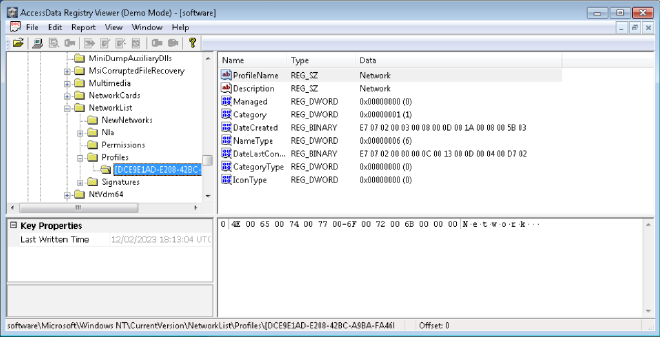 AccessData Registry Viewer (Demo Mode) - [software]
File Edit Report View Window Help
MiniDumpAuxiliaryDlls
MsiCorruptedFileRecovery
Multimedia
NetworkCards
NetworkList
NewNetworks
Nla
Permissions
Profiles
{DCE9E1AD-E208-42BC-
Signatures
NtVdm64
Name Type Data
ProfileName REG_SZ Network
Description REG_SZ Network
Managed REG_DWORD 0x00000000 (0)
Category REG_DWORD 0x00000001 (1)
DateCreated REG_BINARY E7 07 02 00 03 00 08 00 0D 00 1A 00 08 00 5B 03
NameType REG_DWORD 0x00000006 (6)
DateLastCon... REG_BINARY E7 07 02 00 00 00 0C 00 13 00 0D 00 04 00 D7 02
CategoryType REG_DWORD 0x00000000 (0)
IconType REG_DWORD 0x00000000 (0)
Key Properties
Last Written Time 12/02/2023 18:13:04 UTC
0 4E 00 65 00 74 00 77 00-6F 00 72 00 6B 00 00 00 N·e·t·w·o·r·k···
software\Microsoft\Windows NT\CurrentVersion\NetworkList\Profiles\{DCE9E1AD-E208-42BC-A9BA-FA46I Offset: 0